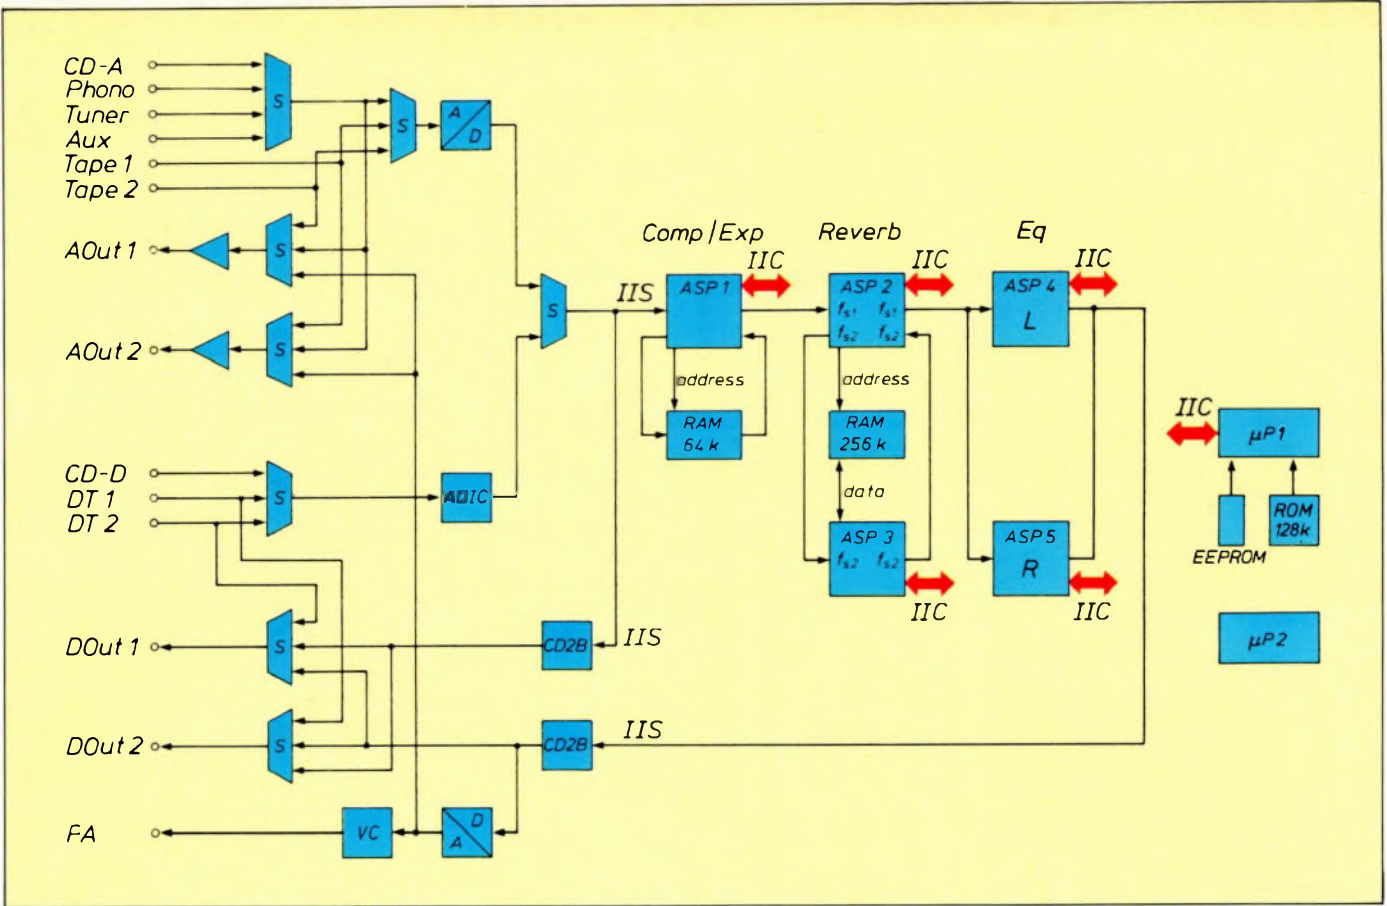 CD-A
Phono
Tuner
Aux
Tape 1
Tape 2
S
S
A
D
AOut 1
S
AOut 2
S
CD-D
DT 1
DT 2
S
ADIC
S
IIS
Comp/Exp
Reverb
Eq
IIC
IIC
IIC
ASP 1
ASP 2
fs1 fs1
fs2 fs2
ASP 4
L
address
address
RAM
64 k
RAM
256 k
data
ASP 3
fs2 fs2
IIC
ASP 5
R
IIC
IIC
µP1
EEPROM
ROM
128k
µP2
DOut 1
S
CD2B
IIS
DOut 2
S
CD2B
IIS
FA
VC
D
A